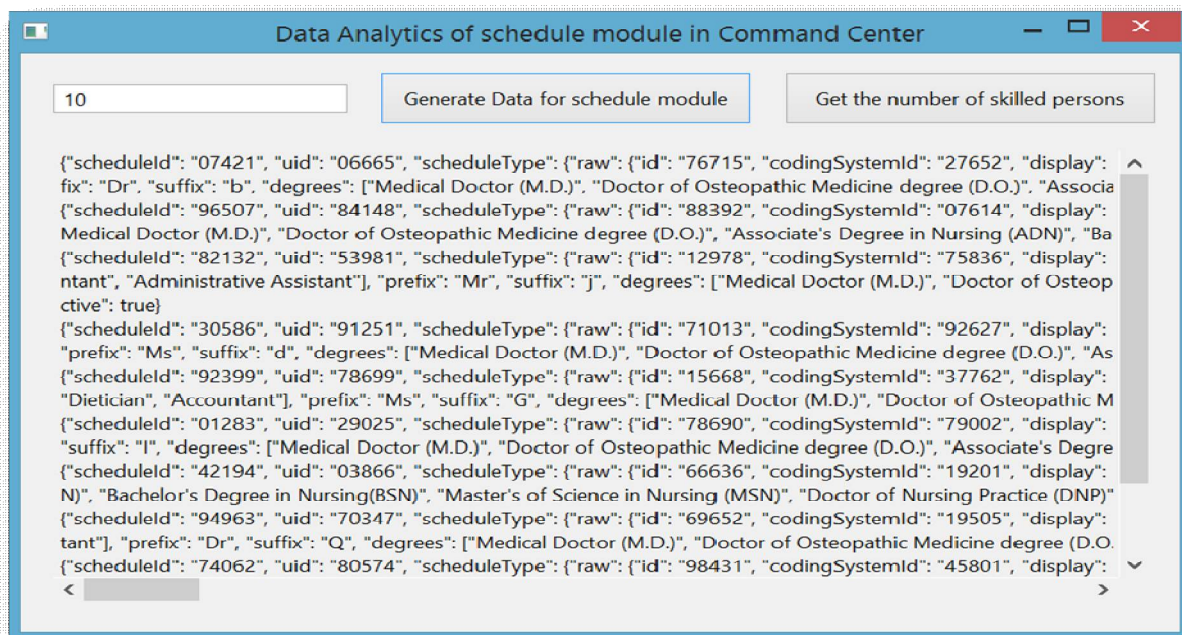 Data Analytics of schedule module in Command Center
10
Generate Data for schedule module
Get the number of skilled persons
{"scheduleId": "07421", "uid": "06665", "scheduleType": {"raw": {"id": "76715", "codingSystemId": "27652", "display":
fix": "Dr", "suffix": "b", "degrees": ["Medical Doctor (M.D.)", "Doctor of Osteopathic Medicine degree (D.O.)", "Associa
{"scheduleId": "96507", "uid": "84148", "scheduleType": {"raw": {"id": "88392", "codingSystemId": "07614", "display":
Medical Doctor (M.D.)", "Doctor of Osteopathic Medicine degree (D.O.)", "Associate's Degree in Nursing (ADN)", "Ba
{"scheduleId": "82132", "uid": "53981", "scheduleType": {"raw": {"id": "12978", "codingSystemId": "75836", "display":
ntant", "Administrative Assistant"], "prefix": "Mr", "suffix": "j", "degrees": ["Medical Doctor (M.D.)", "Doctor of Osteop
ctive": true}
{"scheduleId": "30586", "uid": "91251", "scheduleType": {"raw": {"id": "71013", "codingSystemId": "92627", "display":
"prefix": "Ms", "suffix": "d", "degrees": ["Medical Doctor (M.D.)", "Doctor of Osteopathic Medicine degree (D.O.)", "As
{"scheduleId": "92399", "uid": "78699", "scheduleType": {"raw": {"id": "15668", "codingSystemId": "37762", "display":
"Dietician", "Accountant"], "prefix": "Ms", "suffix": "G", "degrees": ["Medical Doctor (M.D.)", "Doctor of Osteopathic M
{"scheduleId": "01283", "uid": "29025", "scheduleType": {"raw": {"id": "78690", "codingSystemId": "79002", "display":
"suffix": "I", "degrees": ["Medical Doctor (M.D.)", "Doctor of Osteopathic Medicine degree (D.O.)", "Associate's Degre
{"scheduleId": "42194", "uid": "03866", "scheduleType": {"raw": {"id": "66636", "codingSystemId": "19201", "display":
N)", "Bachelor's Degree in Nursing(BSN)", "Master's of Science in Nursing (MSN)", "Doctor of Nursing Practice (DNP)"
{"scheduleId": "94963", "uid": "70347", "scheduleType": {"raw": {"id": "69652", "codingSystemId": "19505", "display":
tant"], "prefix": "Dr", "suffix": "Q", "degrees": ["Medical Doctor (M.D.)", "Doctor of Osteopathic Medicine degree (D.O.
{"scheduleId": "74062", "uid": "80574", "scheduleType": {"raw": {"id": "98431", "codingSystemId": "45801", "display":